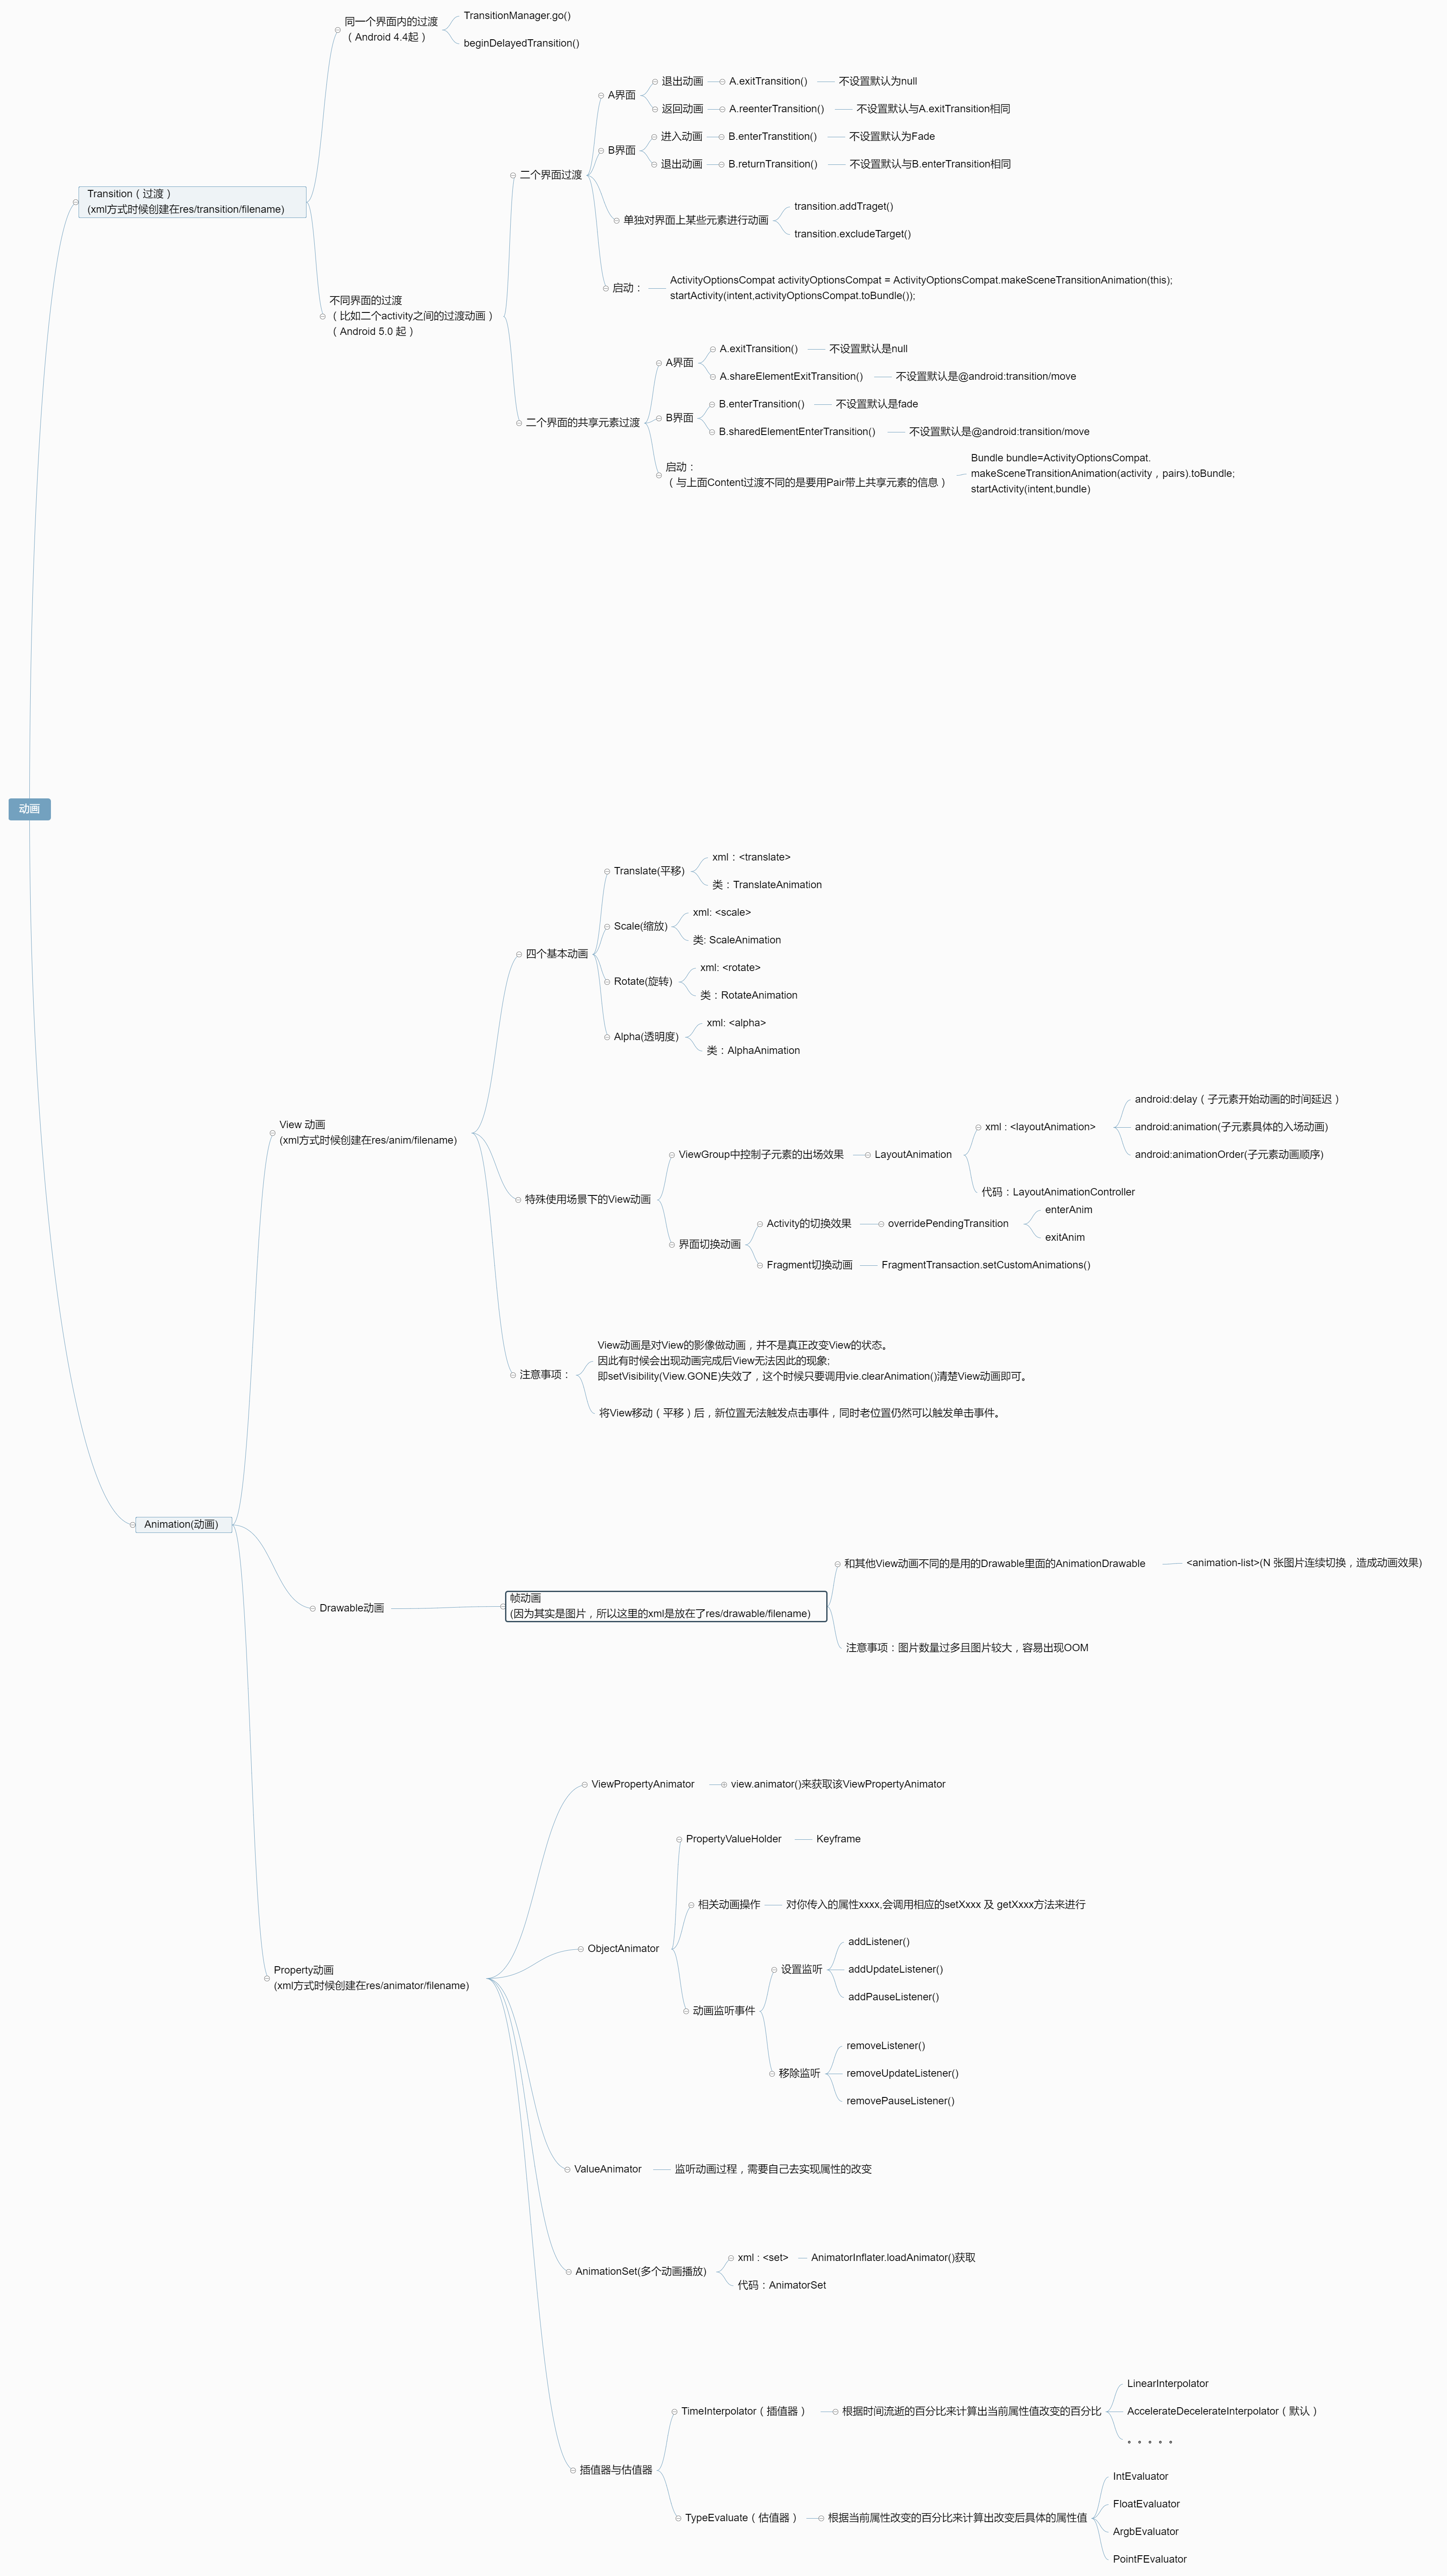 动画
Transition（过渡）
(xml方式时候创建在res/transition/filename)
同一个界面内的过渡
（Android 4.4起）
TransitionManager.go()
beginDelayedTransition()
不同界面的过渡
（比如二个activity之间的过渡动画）
（Android 5.0 起）
二个界面过渡
A界面
退出动画
A.exitTransition()
不设置默认为null
返回动画
A.reenterTransition()
不设置默认与A.exitTransition相同
B界面
进入动画
B.enterTranstition()
不设置默认为Fade
退出动画
B.returnTransition()
不设置默认与B.enterTransition相同
单独对界面上某些元素进行动画
transition.addTraget()
transition.excludeTarget()
启动：
ActivityOptionsCompat activityOptionsCompat = ActivityOptionsCompat.makeSceneTransitionAnimation(this);
startActivity(intent,activityOptionsCompat.toBundle());
二个界面的共享元素过渡
A界面
A.exitTransition()
不设置默认是null
A.shareElementExitTransition()
不设置默认是@android:transition/move
B界面
B.enterTransition()
不设置默认是fade
B.sharedElementEnterTransition()
不设置默认是@android:transition/move
启动：
（与上面Content过渡不同的是要用Pair带上共享元素的信息）
Bundle bundle=ActivityOptionsCompat.
makeSceneTransitionAnimation(activity，pairs).toBundle;
startActivity(intent,bundle)
Animation(动画)
View 动画
(xml方式时候创建在res/anim/filename)
四个基本动画
Translate(平移)
xml：<translate>
类：TranslateAnimation
Scale(缩放)
xml: <scale>
类: ScaleAnimation
Rotate(旋转)
xml: <rotate>
类：RotateAnimation
Alpha(透明度)
xml: <alpha>
类：AlphaAnimation
特殊使用场景下的View动画
ViewGroup中控制子元素的出场效果
LayoutAnimation
xml : <layoutAnimation>
android:delay（子元素开始动画的时间延迟）
android:animation(子元素具体的入场动画)
android:animationOrder(子元素动画顺序)
代码：LayoutAnimationController
界面切换动画
Activity的切换效果
overridePendingTransition
enterAnim
exitAnim
Fragment切换动画
FragmentTransaction.setCustomAnimations()
注意事项：
View动画是对View的影像做动画，并不是真正改变View的状态。
因此有时候会出现动画完成后View无法因此的现象;
即setVisibility(View.GONE)失效了，这个时候只要调用vie.clearAnimation()清楚View动画即可。
将View移动（平移）后，新位置无法触发点击事件，同时老位置仍然可以触发单击事件。
Drawable动画
帧动画
(因为其实是图片，所以这里的xml是放在了res/drawable/filename)
和其他View动画不同的是用的Drawable里面的AnimationDrawable
<animation-list>(N 张图片连续切换，造成动画效果)
注意事项：图片数量过多且图片较大，容易出现OOM
Property动画
(xml方式时候创建在res/animator/filename)
ViewPropertyAnimator
view.animator()来获取该ViewPropertyAnimator
ObjectAnimator
PropertyValueHolder
Keyframe
相关动画操作
对你传入的属性xxxx,会调用相应的setXxxx 及 getXxxx方法来进行
动画监听事件
设置监听
addListener()
addUpdateListener()
addPauseListener()
移除监听
removeListener()
removeUpdateListener()
removePauseListener()
ValueAnimator
监听动画过程，需要自己去实现属性的改变
AnimationSet(多个动画播放)
xml : <set>
AnimatorInflater.loadAnimator()获取
代码：AnimatorSet
插值器与估值器
TimeInterpolator（插值器）
根据时间流逝的百分比来计算出当前属性值改变的百分比
LinearInterpolator
AccelerateDecelerateInterpolator（默认）
。。。。。
TypeEvaluate（估值器）
根据当前属性改变的百分比来计算出改变后具体的属性值
IntEvaluator
FloatEvaluator
ArgbEvaluator
PointFEvaluator